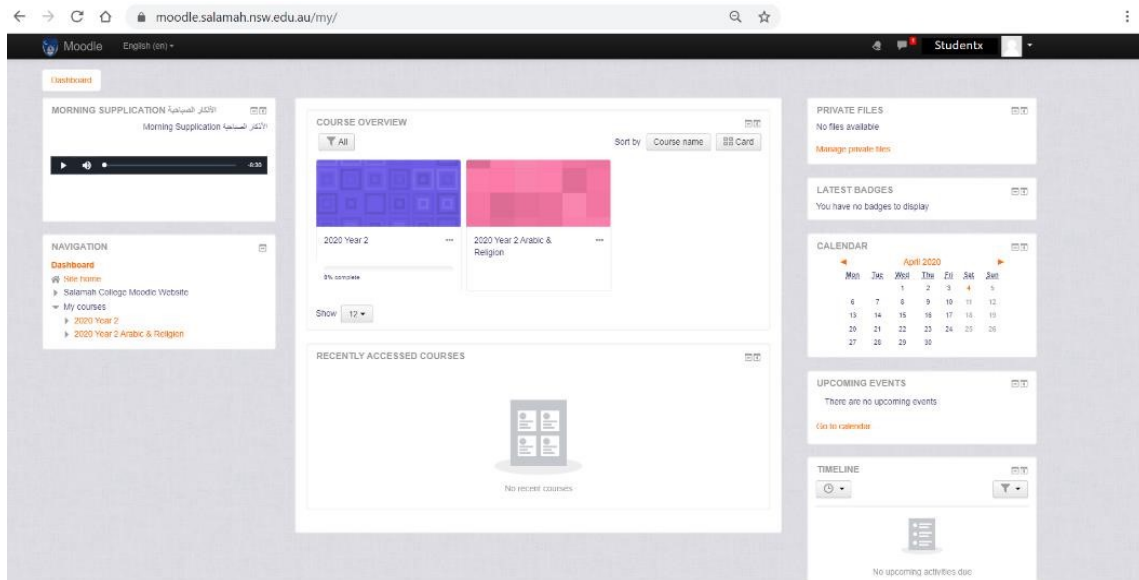 moodle.salamah.nsw.edu.au/my/
Moodle English (en)
Studentx
Dashboard
MORNING SUPPLICATION الأذكار الصباحية
Morning Supplication الأذكار الصباحية
-8:30
NAVIGATION
Dashboard
Site home
Salamah College Moodle Website
My courses
2020 Year 2
2020 Year 2 Arabic & Religion
COURSE OVERVIEW
All
Sort by Course name Card
2020 Year 2 ...
0% complete
2020 Year 2 Arabic & ...
Religion
Show 12
RECENTLY ACCESSED COURSES
No recent courses
PRIVATE FILES
No files available
Manage private files
LATEST BADGES
You have no badges to display
CALENDAR
April 2020
Mon Tue Wed Thu Fri Sat Sun
1 2 3 4 5
6 7 8 9 10 11 12
13 14 15 16 17 18 19
20 21 22 23 24 25 26
27 28 29 30
UPCOMING EVENTS
There are no upcoming events
Go to calendar
TIMELINE
No upcoming activities due